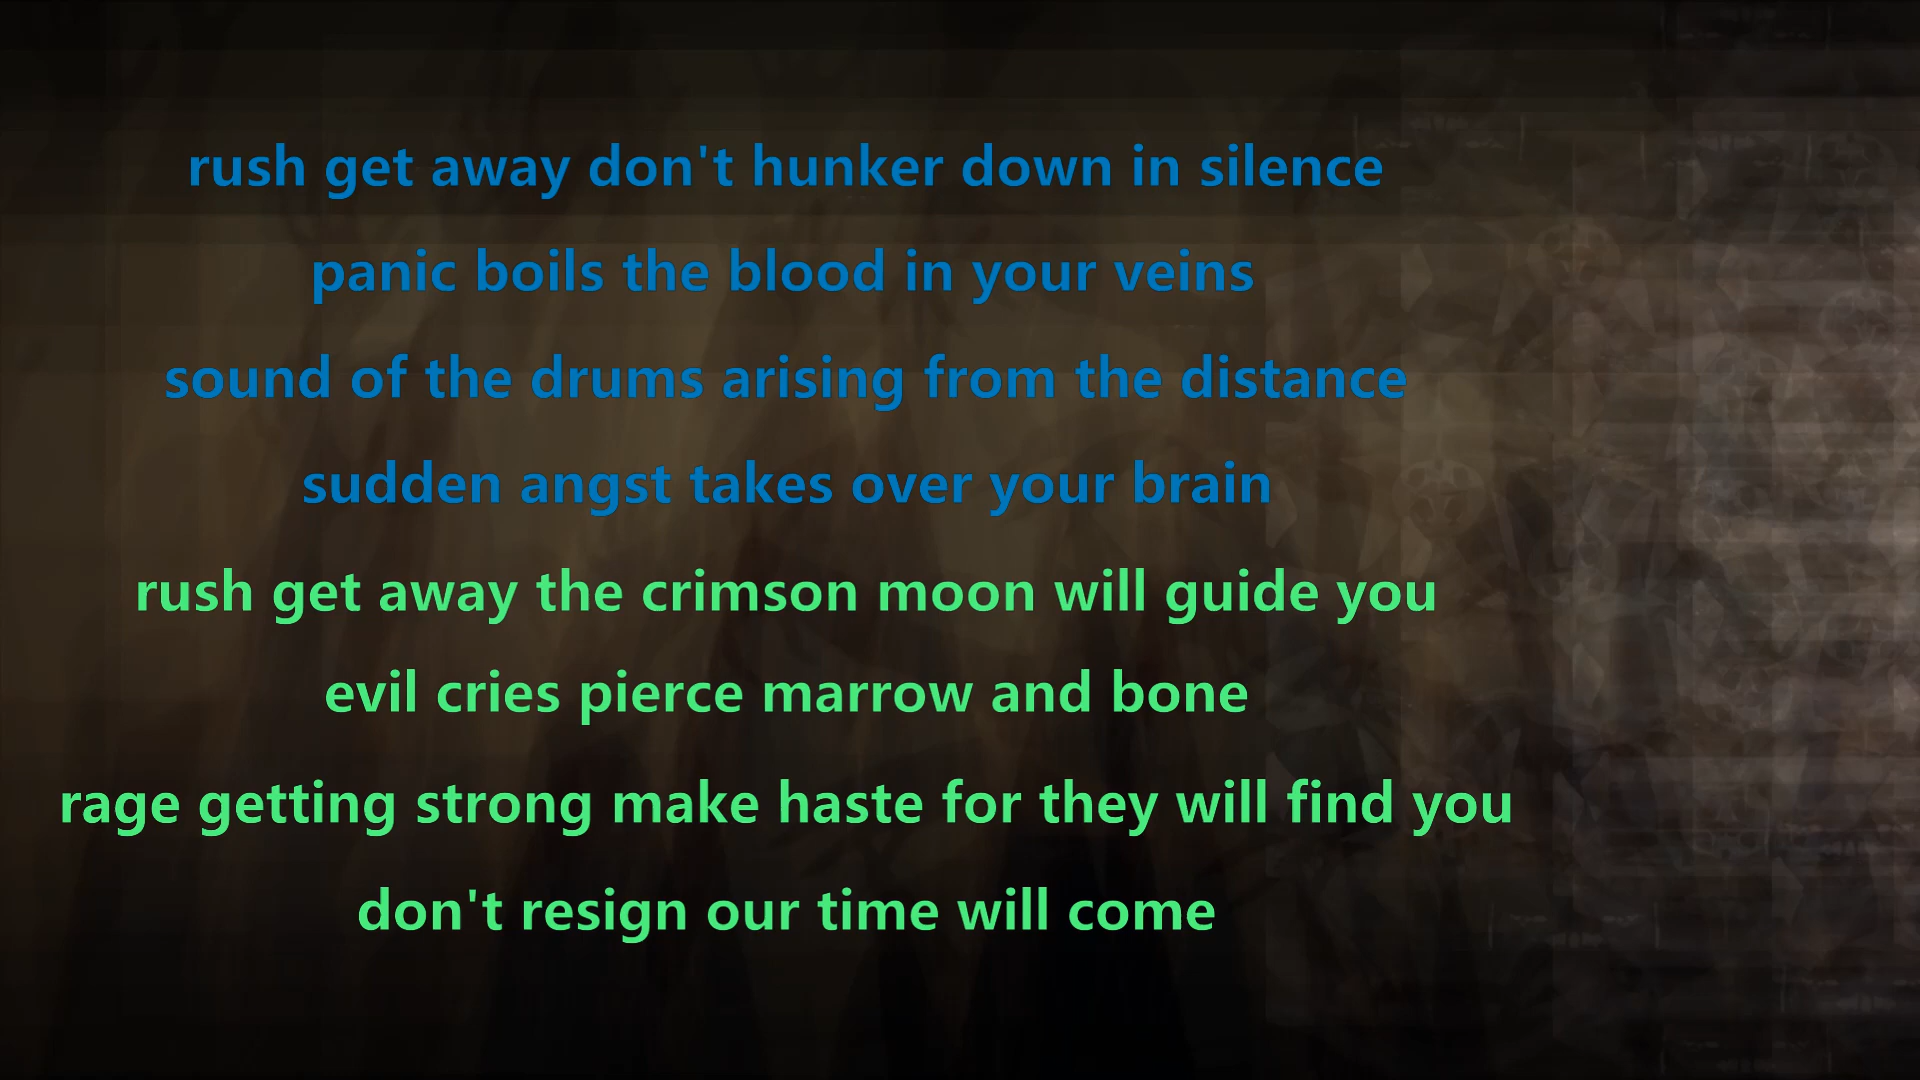 rush get away don't hunker down in silence
panic boils the blood in your veins
sound of the drums arising from the distance
sudden angst takes over your brain
rush get away the crimson moon will guide you
evil cries pierce marrow and bone
rage getting strong make haste for they will find you
don't resign our time will come